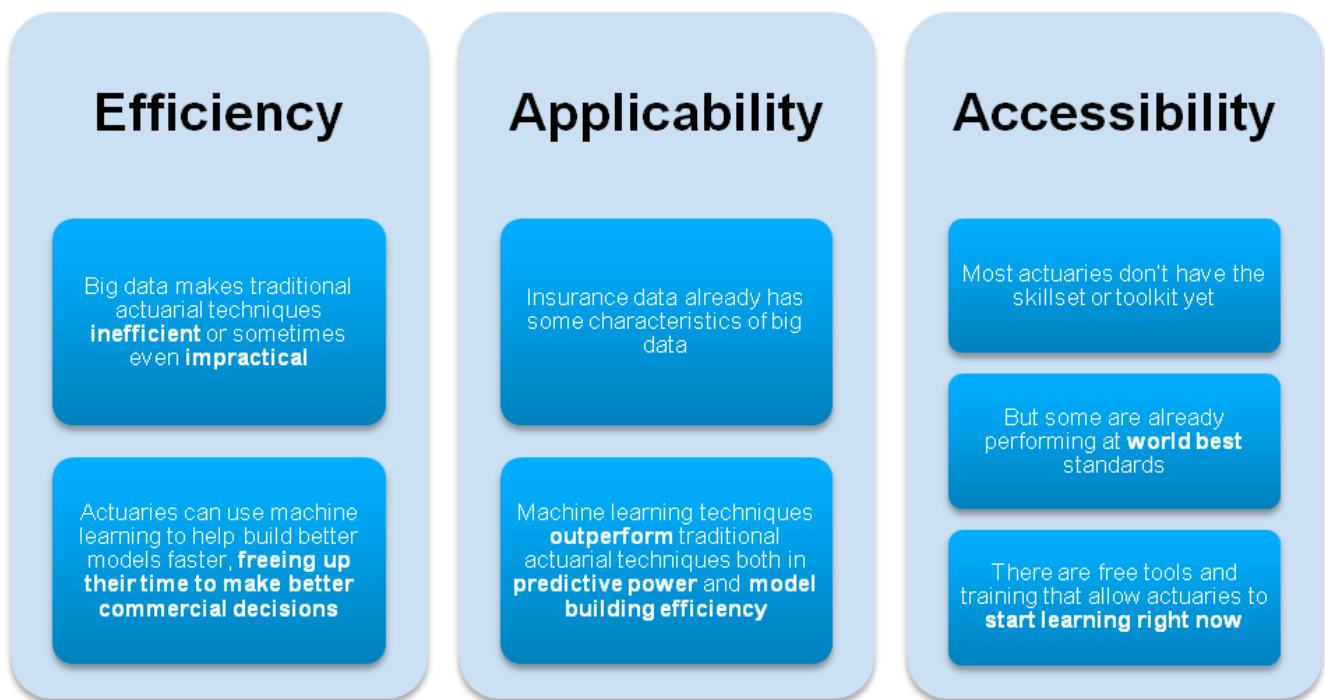 Efficiency
Big data makes traditional
actuarial techniques
inefficient or sometimes
even impractical
Actuaries can use machine
learning to help build better
models faster, freeing up
their time to make better
commercial decisions
Applicability
Insurance data already has
some characteristics of big
data
Machine learning techniques
outperform traditional
actuarial techniques both in
predictive power and model
building efficiency
Accessibility
Most actuaries don't have the
skillset or toolkit yet
But some are already
performing at world best
standards
There are free tools and
training that allow actuaries to
start learning right now